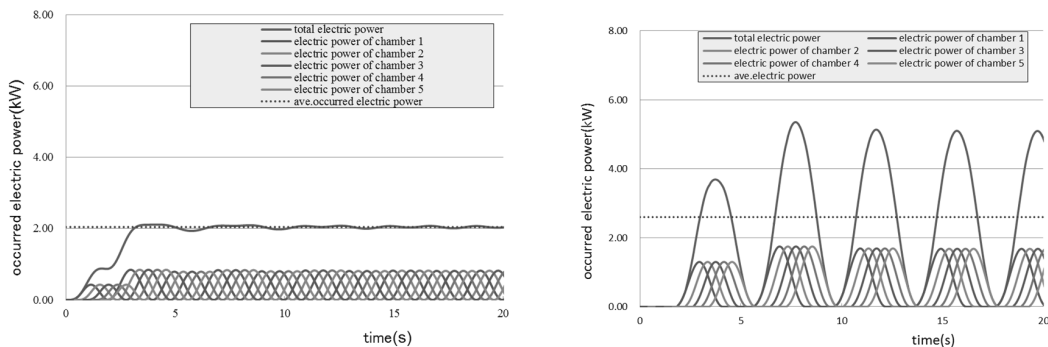 8.00
6.00
4.00
2.00
0.00
occurred electric power(kW)
total electric power
electric power of chamber 1
electric power of chamber 2
electric power of chamber 3
electric power of chamber 4
electric power of chamber 5
ave.occurred electric power
0 5 10 15 20
time(s)
8.00
6.00
4.00
2.00
0.00
occurred electric power(kW)
total electric power electric power of chamber 1
electric power of chamber 2 electric power of chamber 3
electric power of chamber 4 electric power of chamber 5
ave.electric power
0 5 10 15 20
time(s)